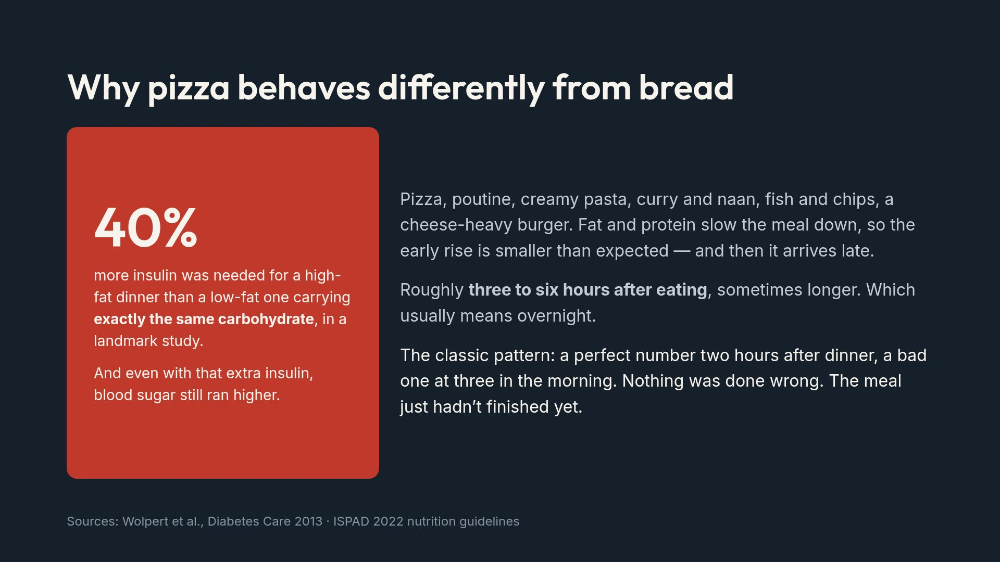 Why pizza behaves differently from bread
40%
more insulin was needed for a high-
fat dinner than a low-fat one carrying
exactly the same carbohydrate, in a
landmark study.
And even with that extra insulin,
blood sugar still ran higher.
Pizza, poutine, creamy pasta, curry and naan, fish and chips, a
cheese-heavy burger. Fat and protein slow the meal down, so the
early rise is smaller than expected — and then it arrives late.
Roughly three to six hours after eating, sometimes longer. Which
usually means overnight.
The classic pattern: a perfect number two hours after dinner, a bad
one at three in the morning. Nothing was done wrong. The meal
just hadn’t finished yet.
Sources: Wolpert et al., Diabetes Care 2013 · ISPAD 2022 nutrition guidelines